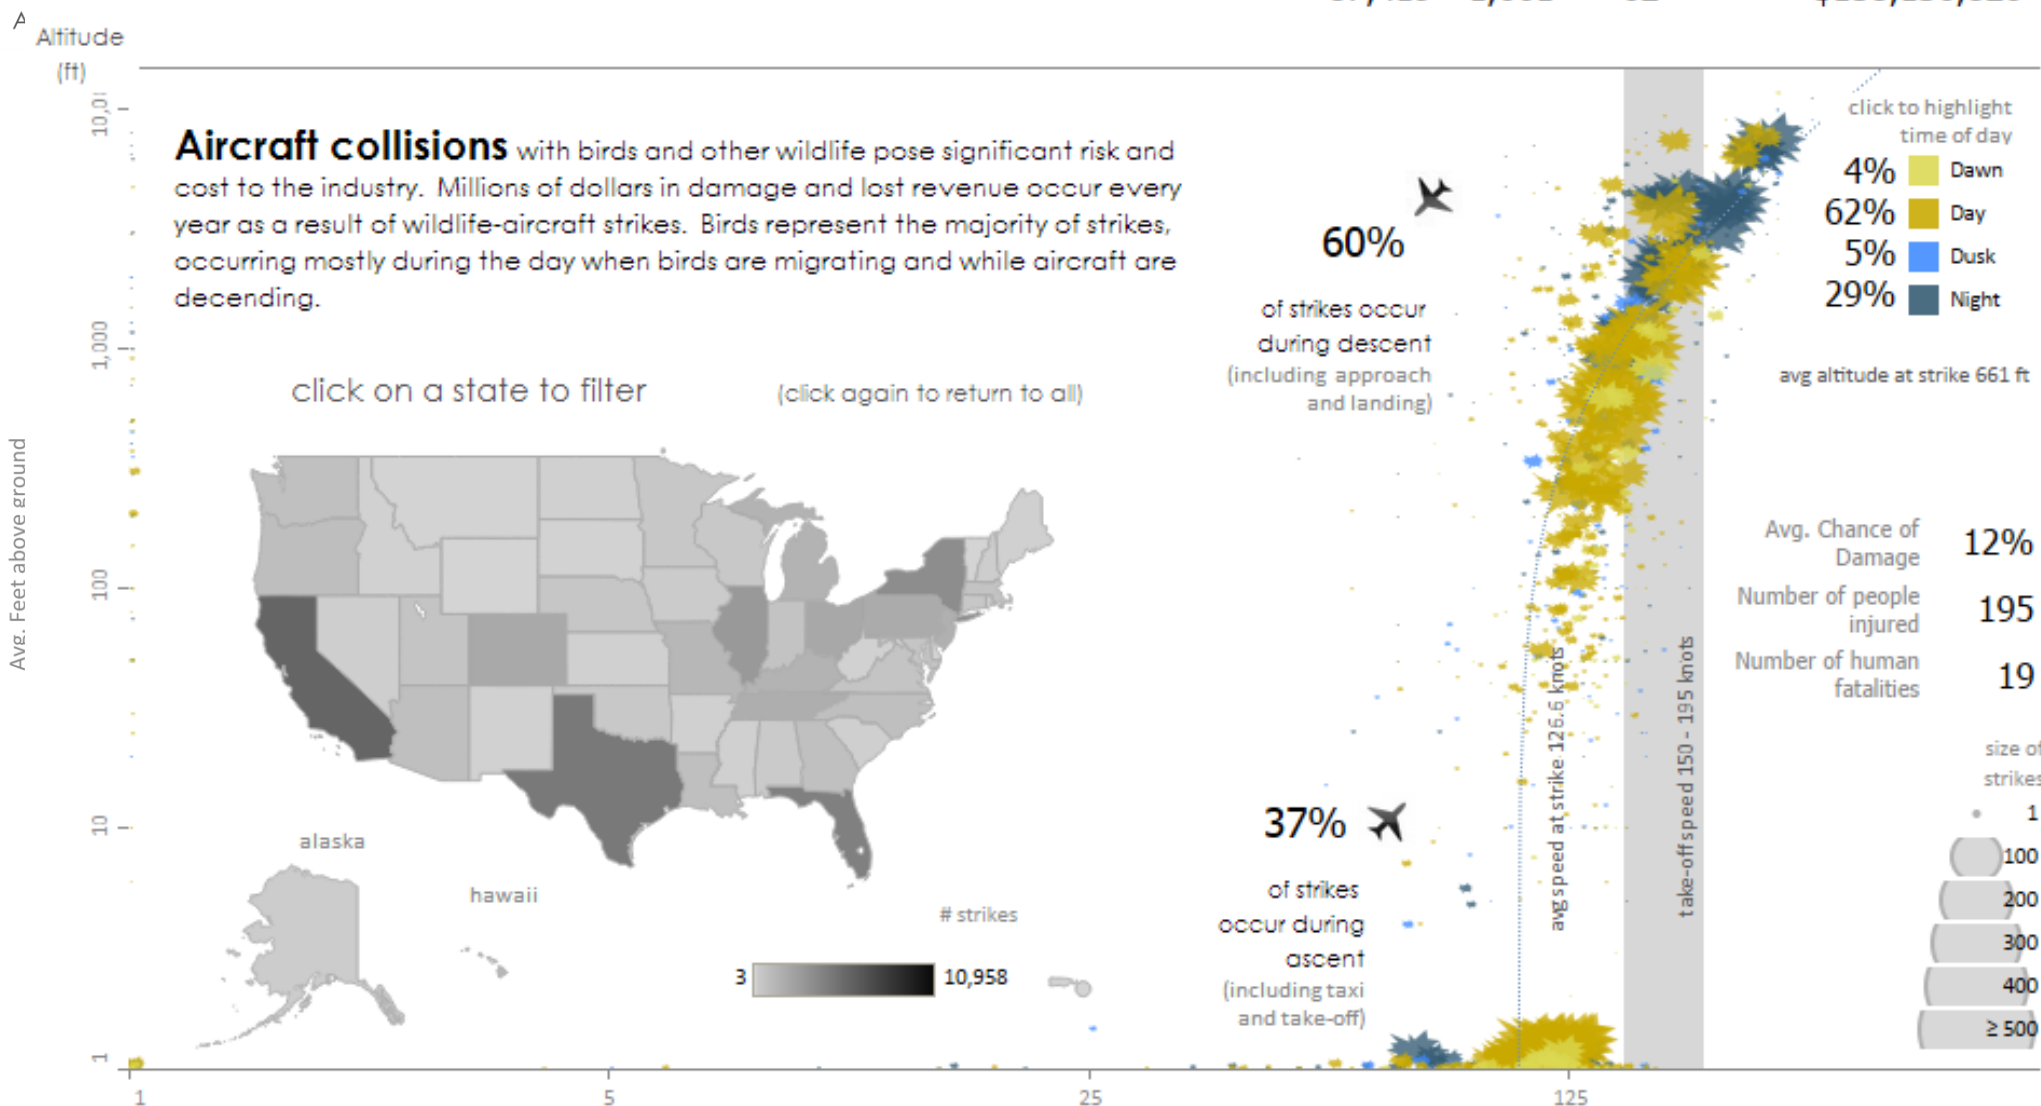 Altitude
(ft)
Aircraft collisions with birds and other wildlife pose significant risk and
cost to the industry. Millions of dollars in damage and lost revenue occur every
year as a result of wildlife-aircraft strikes. Birds represent the majority of strikes,
occurring mostly during the day when birds are migrating and while aircraft are
decending.
click on a state to filter
(click again to return to all)
60%
of strikes occur
during descent
(including approach
and landing)
click to highlight
time of day
4% Dawn
62% Day
5% Dusk
29% Night
avg altitude at strike 661 ft
Avg. Chance of
Damage
12%
Number of people
injured
195
Number of human
fatalities
19
size of
strikes
1
100
200
300
400
≥ 500
avg speed at strike 126.6 knots
take-off speed 150 - 195 knots
37%
of strikes
occur during
ascent
(including taxi
and take-off)
alaska
hawaii
# strikes
3
10,958
Avg. Feet above ground
10,01
1,000
100
10
1
1
5
25
125